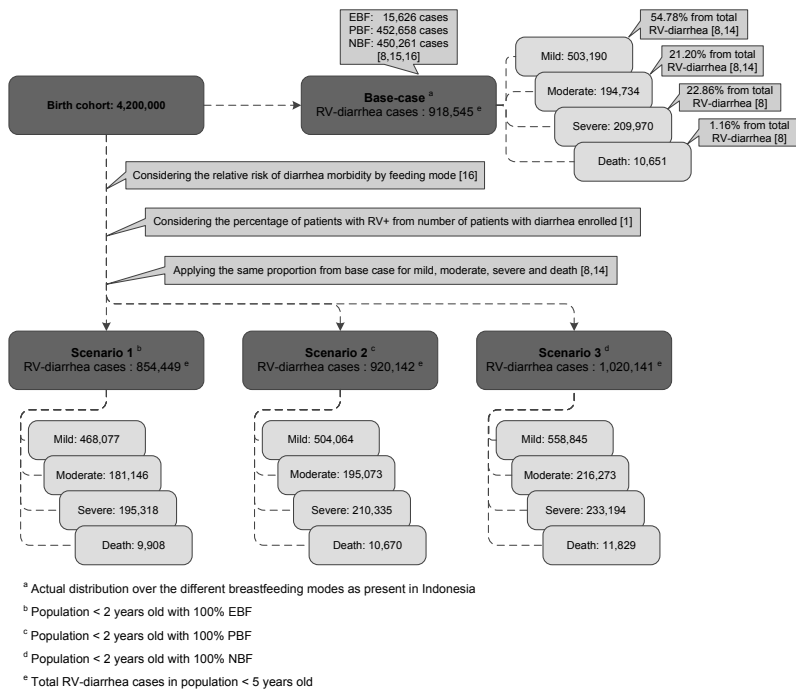 EBF: 15,626 cases
PBF: 452,658 cases
NBF: 450,261 cases
[8,15,16]
54.78% from total
RV-diarrhea [8,14]
Mild: 503,190
21.20% from total
RV-diarrhea [8,14]
Birth cohort: 4,200,000
Base-case a
RV-diarrhea cases : 918,545 e
Moderate: 194,734
22.86% from total
RV-diarrhea [8]
Severe: 209,970
1.16% from total
RV-diarrhea [8]
Death: 10,651
Considering the relative risk of diarrhea morbidity by feeding mode [16]
Considering the percentage of patients with RV+ from number of patients with diarrhea enrolled [1]
Applying the same proportion from base case for mild, moderate, severe and death [8,14]
Scenario 1 b
RV-diarrhea cases : 854,449 e
Scenario 2 c
RV-diarrhea cases : 920,142 e
Scenario 3 d
RV-diarrhea cases : 1,020,141 e
Mild: 468,077
Moderate: 181,146
Severe: 195,318
Death: 9,908
Mild: 504,064
Moderate: 195,073
Severe: 210,335
Death: 10,670
Mild: 558,845
Moderate: 216,273
Severe: 233,194
Death: 11,829
a Actual distribution over the different breastfeeding modes as present in Indonesia
b Population < 2 years old with 100% EBF
c Population < 2 years old with 100% PBF
d Population < 2 years old with 100% NBF
e Total RV-diarrhea cases in population < 5 years old